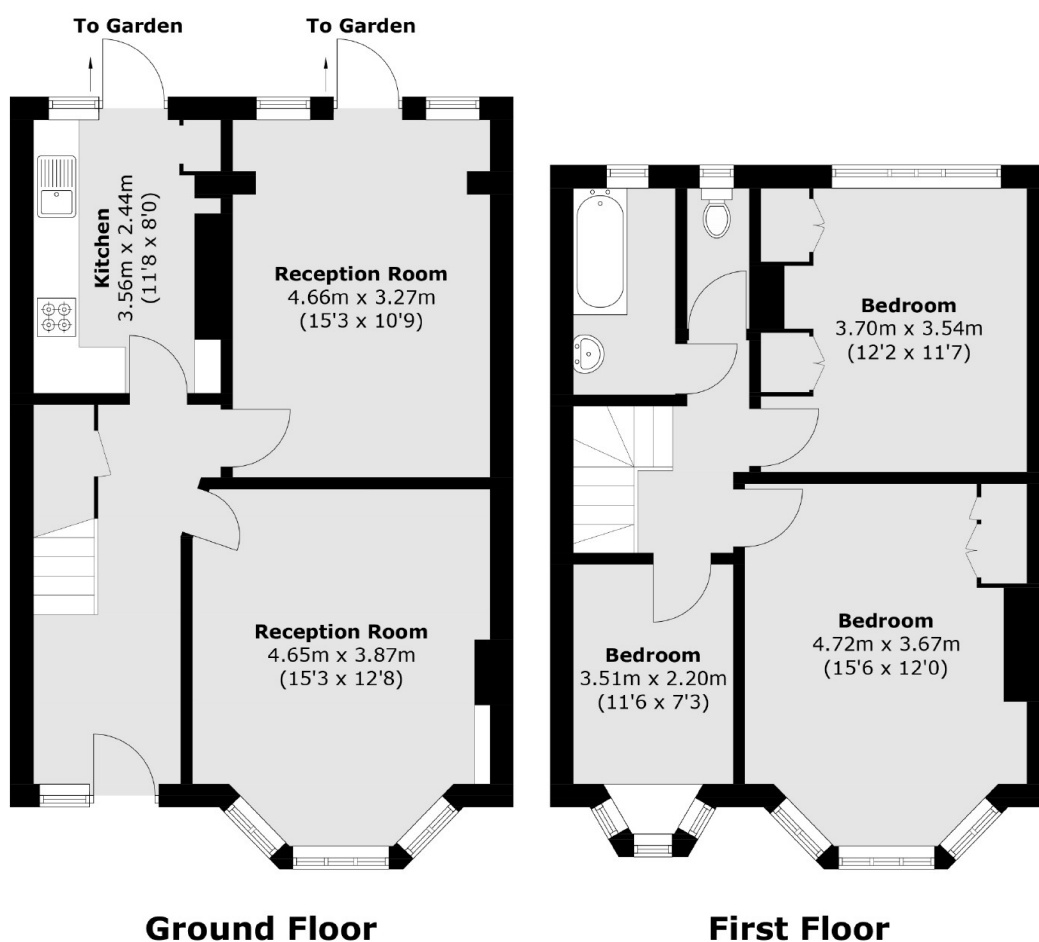 To Garden
To Garden
Kitchen
3.56m x 2.44m
(11'8 x 8'0)
Reception Room
4.66m x 3.27m
(15'3 x 10'9)
Reception Room
4.65m x 3.87m
(15'3 x 12'8)
Bedroom
3.70m x 3.54m
(12'2 x 11'7)
Bedroom
4.72m x 3.67m
(15'6 x 12'0)
Bedroom
3.51m x 2.20m
(11'6 x 7'3)
Ground Floor
First Floor